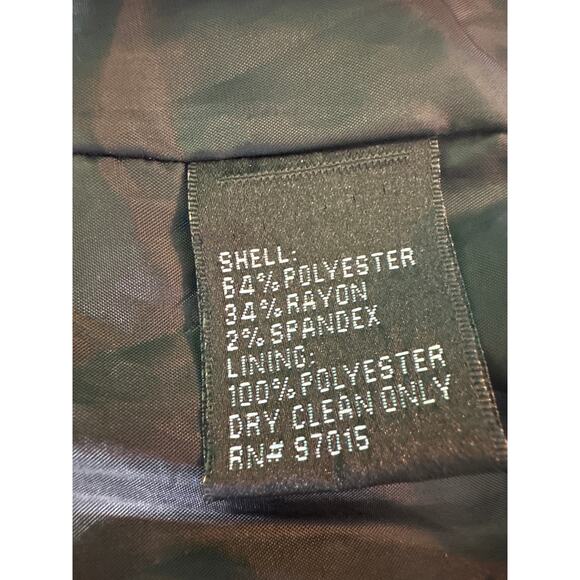 SHELL:
64% POLYESTER
34% RAYON
2% SPANDEX
LINING:
100% POLYESTER
DRY CLEAN ONLY
RN# 97015